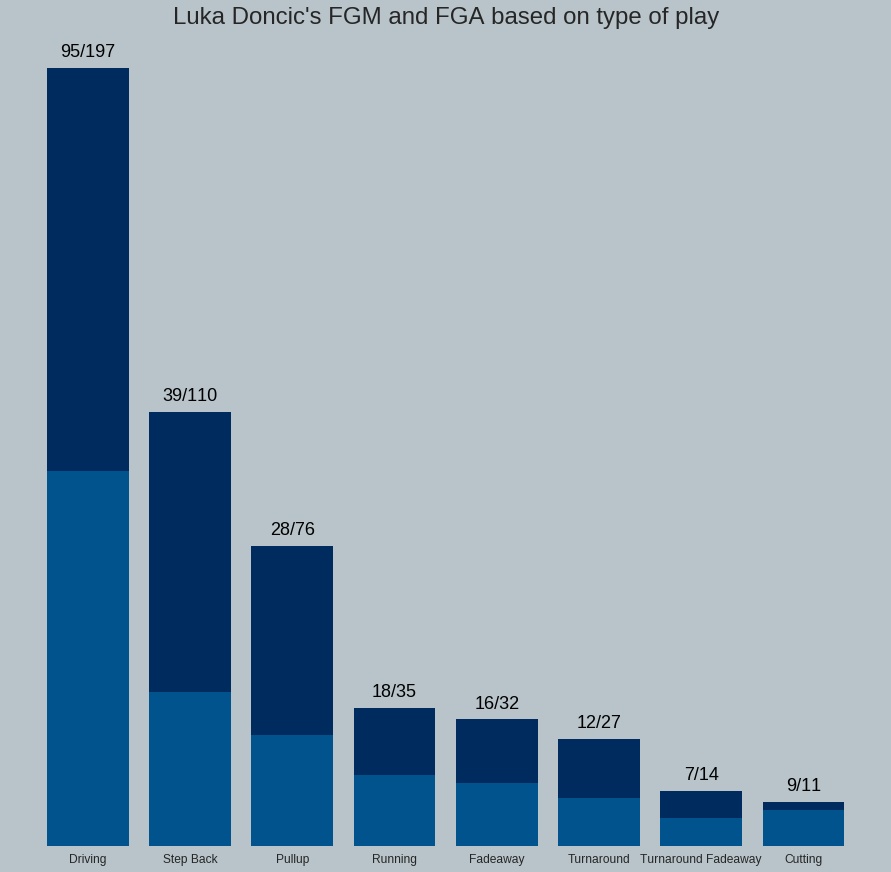 Luka Doncic's FGM and FGA based on type of play
95/197
39/110
28/76
18/35
16/32
12/27
7/14
9/11
Driving
Step Back
Pullup
Running
Fadeaway
Turnaround
Turnaround Fadeaway
Cutting